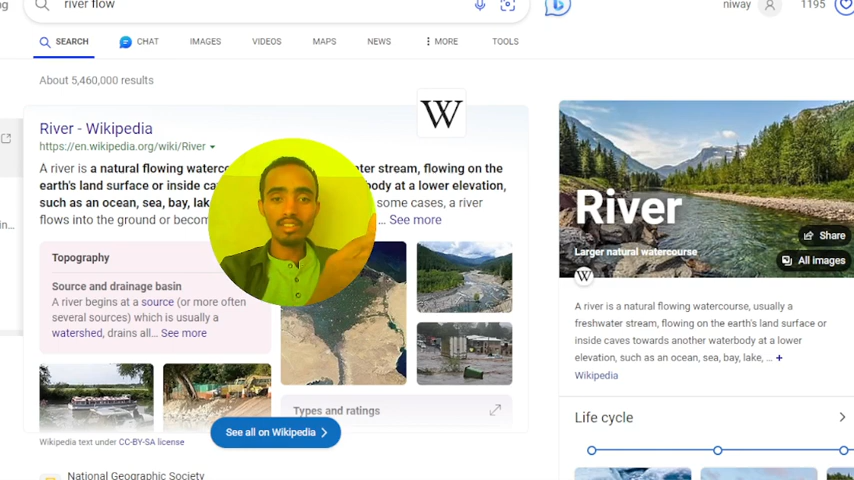 river flow
niway
1195
SEARCH
CHAT
IMAGES
VIDEOS
MAPS
NEWS
MORE
TOOLS
About 5,460,000 results
River - Wikipedia
https://en.wikipedia.org/wiki/River
W
A river is a natural flowing
ter stream, flowing on the
earth's land surface or inside
body at a lower elevation,
such as an ocean, sea, bay,
some cases, a river
flows into the ground or
... See more
Topography
Source and drainage basin
A river begins at a source (or more often
several sources) which is usually a
watershed, drains all... See more
Types and ratings
See all on Wikipedia
Wikipedia text under CC-BY-SA license
National Geographic Society
River
Larger natural watercourse
Share
All images
W
A river is a natural flowing watercourse, usually a
freshwater stream, flowing on the earth's land surface or
inside caves towards another waterbody at a lower
elevation, such as an ocean, sea, bay, lake, ... +
Wikipedia
Life cycle